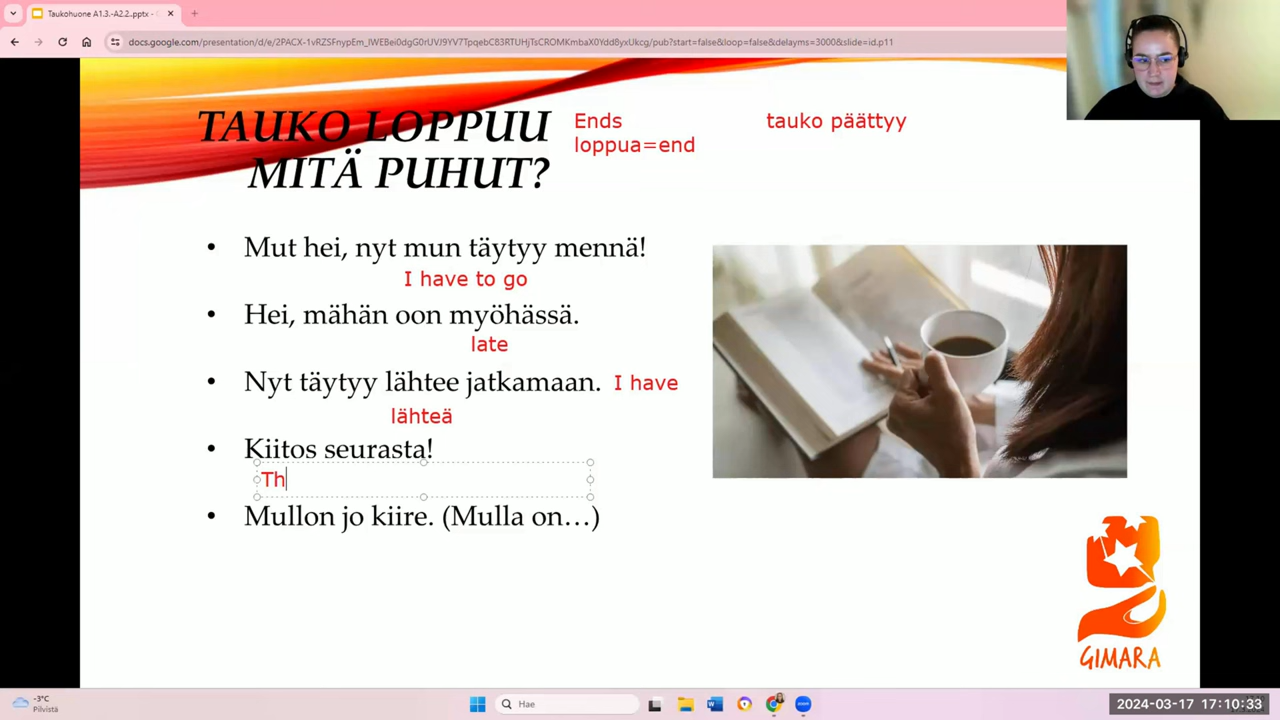 Taukohuone A1.3.-A2.2.pptx -
docs.google.com/presentation/d/e/2PACX-1vRZSFnypEm_lWEBei0dgG0rUVJ9YV7TpqebC83RTUHjTsCROMKmbaX0Ydd8yxUkcg/pub?start=false&loop=false&delayms=3000&slide=id.p11
TAUKO LOPPUU
MITÄ PUHUT?
Ends
loppua=end
tauko päättyy
• Mut hei, nyt mun täytyy mennä!
I have to go
• Hei, mähän oon myöhässä.
late
• Nyt täytyy lähtee jatkamaan. I have
lähteä
• Kiitos seurasta!
Th
• Mullon jo kiire. (Mulla on…)
GIMARA
-3°C
Pilvistä
Hae
zoom
2024-03-17 17:10:33